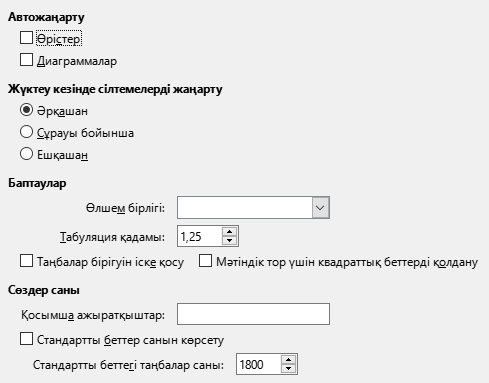 Автожаңарту
Өрістер
Диаграммалар
Жүктеу кезінде сілтемелерді жаңарту
Әрқашан
Сұрауы бойынша
Ешқашан
Баптаулар
Өлшем бірлігі:
Табуляция қадамы: 1,25
Таңбалар бірігуін іске қосу Мәтіндік тор үшін квадраттық беттерді қолдану
Сөздер саны
Қосымша ажыратқыштар:
Стандартты беттер санын көрсету
Стандартты беттегі таңбалар саны: 1800